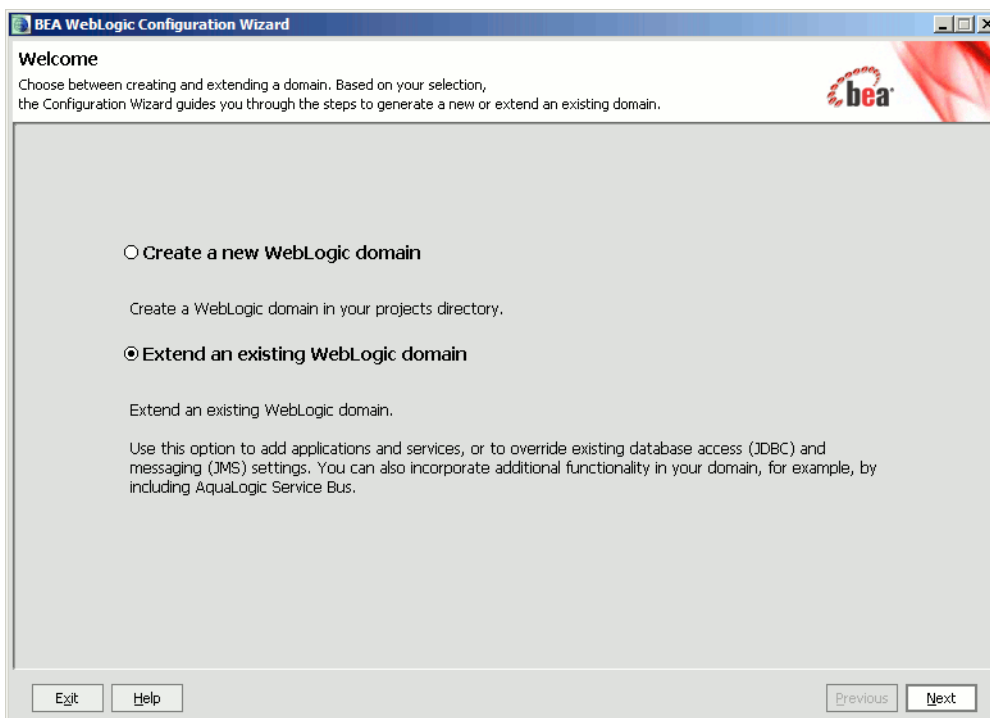 BEA WebLogic Configuration Wizard
Welcome
Choose between creating and extending a domain. Based on your selection,
the Configuration Wizard guides you through the steps to generate a new or extend an existing domain.
bea
Create a new WebLogic domain
Create a WebLogic domain in your projects directory.
Extend an existing WebLogic domain
Extend an existing WebLogic domain.
Use this option to add applications and services, or to override existing database access (JDBC) and
messaging (JMS) settings. You can also incorporate additional functionality in your domain, for example, by
including AquaLogic Service Bus.
Exit Help Previous Next